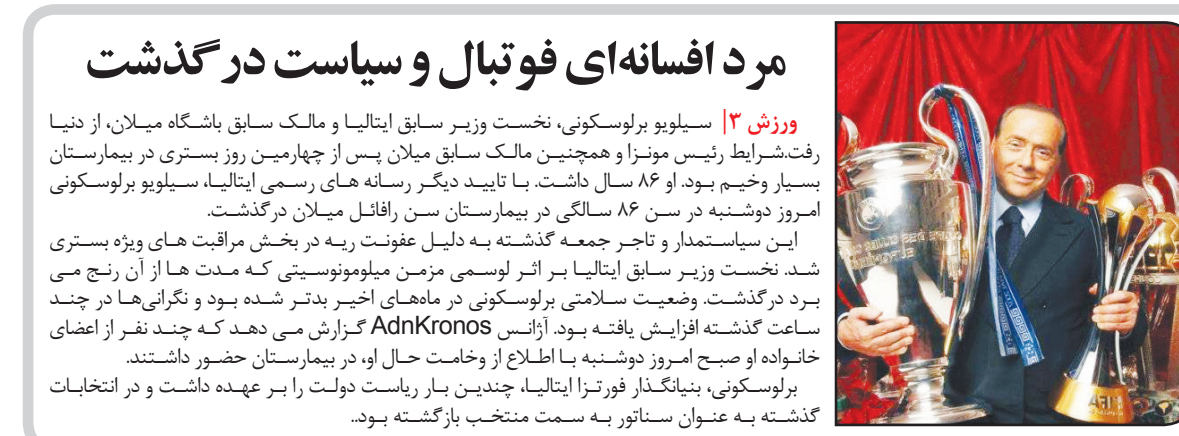 مرد افسانه‌ای فوتبال و سیاست درگذشت
ورزش ۳| سیلویو برلوسکونی، نخست وزیر سابق ایتالیا و مالک سابق باشگاه میلان، از دنیا
رفت.شرایط رئیس مونزا و همچنین مالک سابق میلان پس از چهارمین روز بستری در بیمارستان
بسیار وخیم بود. او ۸۶ سال داشت. با تایید دیگر رسانه های رسمی ایتالیا، سیلویو برلوسکونی
امروز دوشنبه در سن ۸۶ سالگی در بیمارستان سن رافائل میلان درگذشت.
این سیاستمدار و تاجر جمعه گذشته به دلیل عفونت ریه در بخش مراقبت های ویژه بستری
شد. نخست وزیر سابق ایتالیا بر اثر لوسمی مزمن میلومونوسیتی که مدت ها از آن رنج می
برد درگذشت. وضعیت سلامتی برلوسکونی در ماه‌های اخیر بدتر شده بود و نگرانی‌ها در چند
ساعت گذشته افزایش یافته بود. آژانس AdnKronos گزارش می دهد که چند نفر از اعضای
خانواده او صبح امروز دوشنبه با اطلاع از وخامت حال او، در بیمارستان حضور داشتند.
برلوسکونی، بنیانگذار فورتزا ایتالیا، چندین بار ریاست دولت را بر عهده داشت و در انتخابات
گذشته به عنوان سناتور به سمت منتخب بازگشته بود..
FIFA